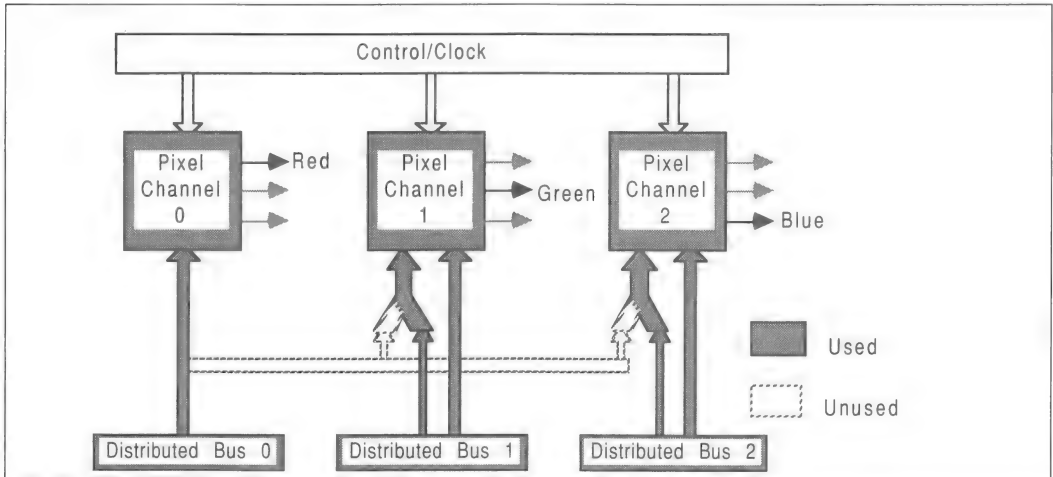 Control/Clock
Pixel
Channel
0
Red
Pixel
Channel
1
Green
Pixel
Channel
2
Blue
Used
Unused
Distributed Bus 0
Distributed Bus 1
Distributed Bus 2